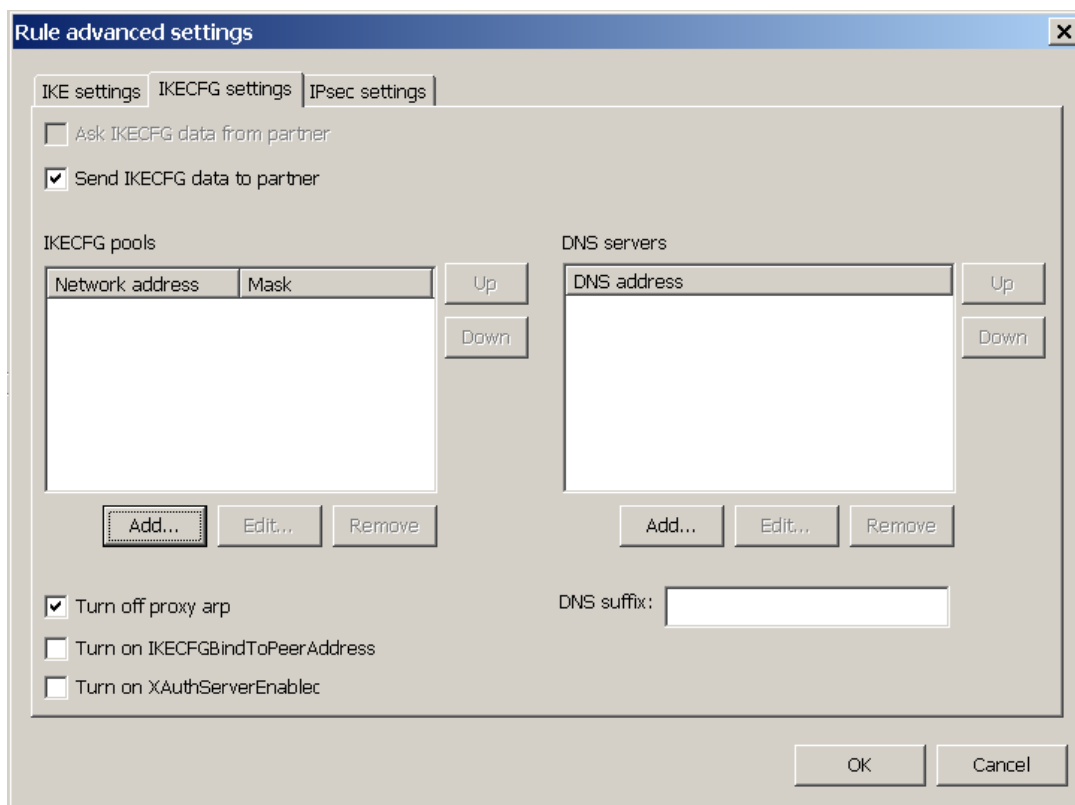 Rule advanced settings
IKE settings IKECFG settings IPsec settings
Ask IKECFG data from partner
Send IKECFG data to partner
IKECFG pools
Network address Mask
Up
Down
Add... Edit... Remove
DNS servers
DNS address
Up
Down
Add... Edit... Remove
Turn off proxy arp
Turn on IKECFGBindToPeerAddress
Turn on XAuthServerEnablec
DNS suffix:
OK Cancel